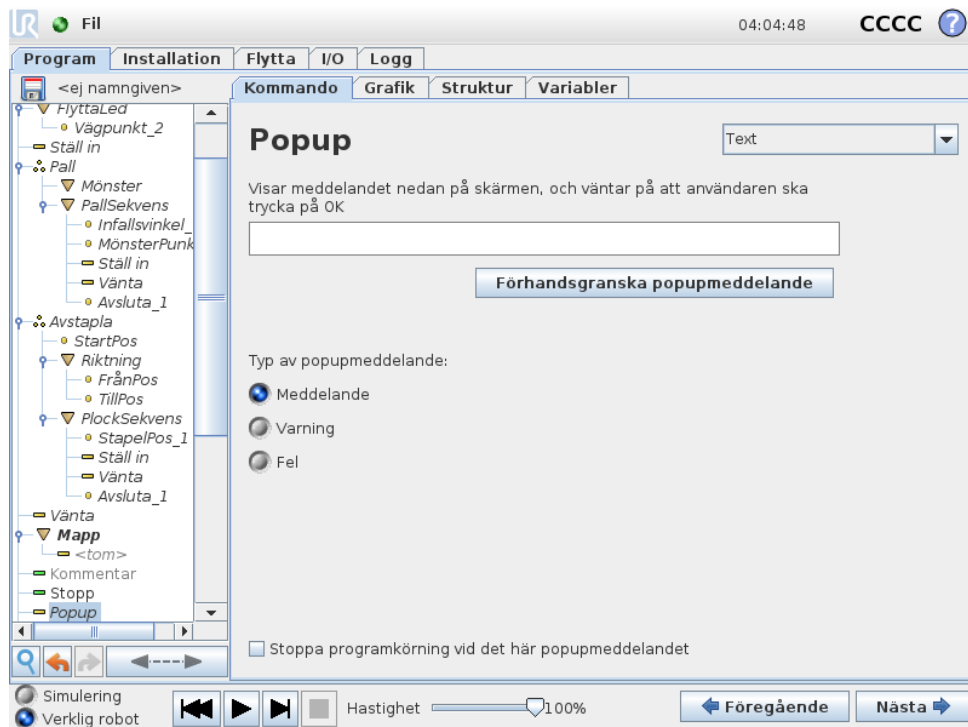 UR Fil 04:04:48 CCCC ?
Program Installation Flytta I/O Logg
<ej namngiven>
Kommando Grafik Struktur Variabler
FlyttaLed
Vägpunkt_2
Ställ in
Pall
Mönster
PallSekvens
Infallsvinkel_
MönsterPunk
Ställ in
Vänta
Avsluta_1
Avstapla
StartPos
Riktning
FrånPos
TillPos
PlockSekvens
StapelPos_1
Ställ in
Vänta
Avsluta_1
Vänta
Mapp
<tom>
Kommentar
Stopp
Popup
Popup
Text
Visar meddelandet nedan på skärmen, och väntar på att användaren ska
trycka på OK
Förhandsgranska popupmeddelande
Typ av popupmeddelande:
Meddelande
Varning
Fel
Stoppa programkörning vid det här popupmeddelandet
Simulering
Verklig robot
Hastighet 100%
Föregående
Nästa